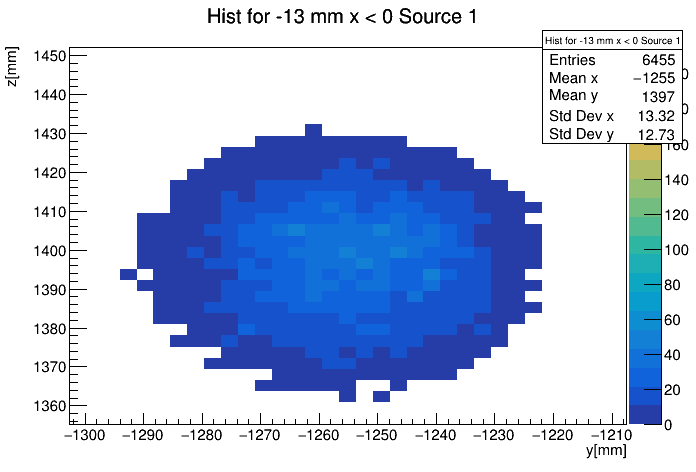 Hist for -13 mm x < 0 Source 1
Hist for -13 mm x < 0 Source 1
Entries 6455
Mean x −1255
Mean y 1397
Std Dev x 13.32
Std Dev y 12.73
z[mm]
1450
1440
1430
1420
1410
1400
1390
1380
1370
1360
−1300 −1290 −1280 −1270 −1260 −1250 −1240 −1230 −1220 −1210
y[mm]
160
140
120
100
80
60
40
20
0